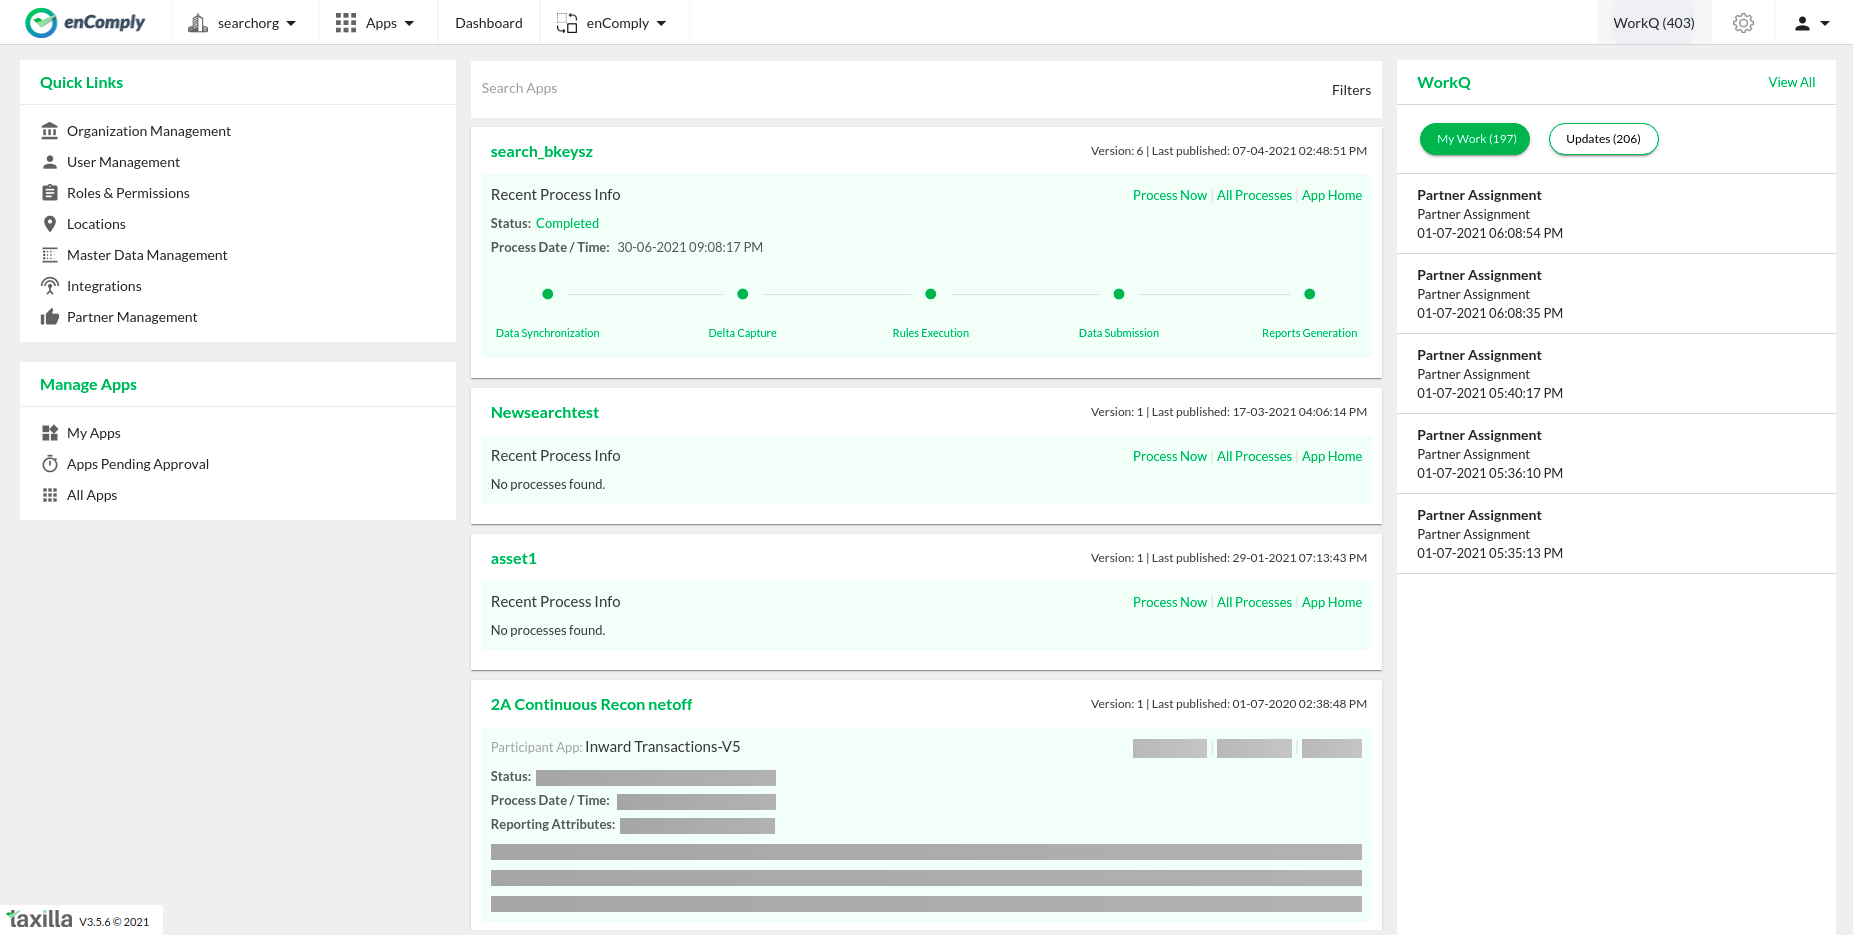 enComply
searchorg
Apps
Dashboard
enComply
WorkQ (403)
Quick Links
Organization Management
User Management
Roles & Permissions
Locations
Master Data Management
Integrations
Partner Management
Manage Apps
My Apps
Apps Pending Approval
All Apps
Search Apps
Filters
search_bkeysz
Version: 6 | Last published: 07-04-2021 02:48:51 PM
Recent Process Info
Process Now | All Processes | App Home
Status: Completed
Process Date / Time: 30-06-2021 09:08:17 PM
Data Synchronization
Delta Capture
Rules Execution
Data Submission
Reports Generation
Newsearchtest
Version: 1 | Last published: 17-03-2021 04:06:14 PM
Recent Process Info
Process Now | All Processes | App Home
No processes found.
asset1
Version: 1 | Last published: 29-01-2021 07:13:43 PM
Recent Process Info
Process Now | All Processes | App Home
No processes found.
2A Continuous Recon netoff
Version: 1 | Last published: 01-07-2020 02:38:48 PM
Participant App: Inward Transactions-V5
Status:
Process Date / Time:
Reporting Attributes:
WorkQ
View All
My Work (197)
Updates (206)
Partner Assignment
Partner Assignment
01-07-2021 06:08:54 PM
Partner Assignment
Partner Assignment
01-07-2021 06:08:35 PM
Partner Assignment
Partner Assignment
01-07-2021 05:40:17 PM
Partner Assignment
Partner Assignment
01-07-2021 05:36:10 PM
Partner Assignment
Partner Assignment
01-07-2021 05:35:13 PM
taxilla V3.5.6 © 2021